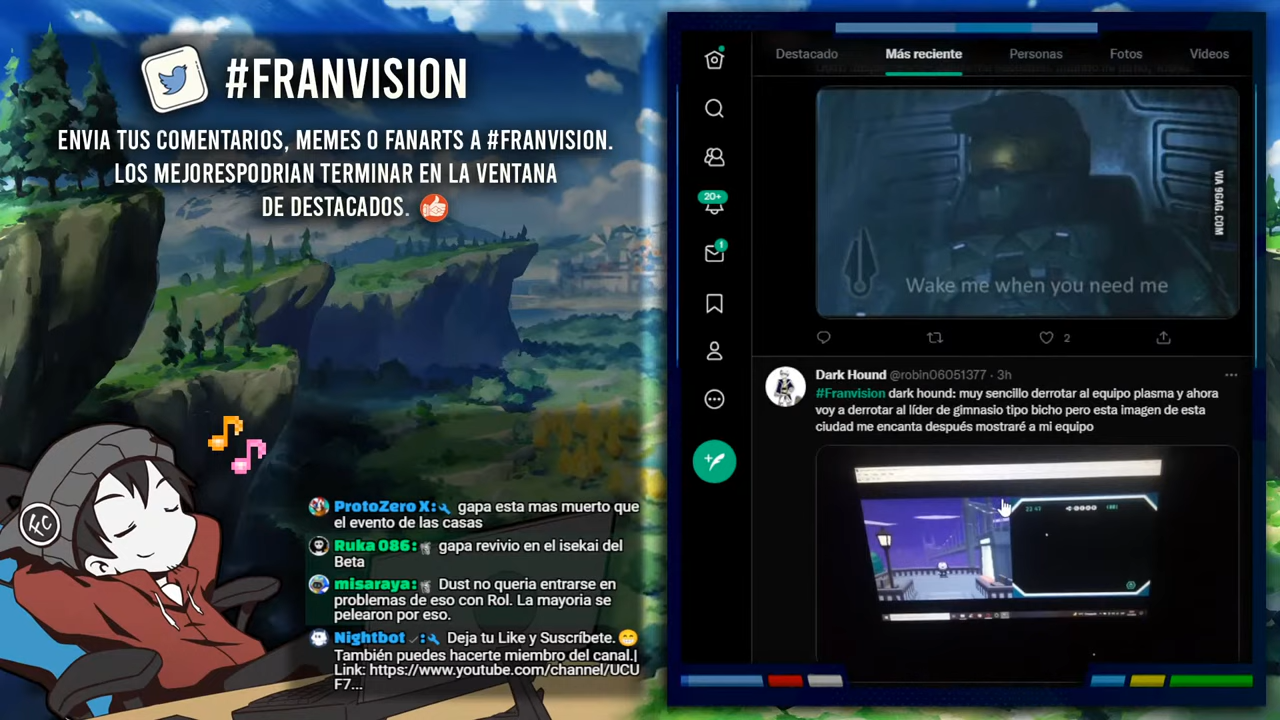 #FRANVISION
ENVIA TUS COMENTARIOS, MEMES O FANARTS A #FRANVISION.
LOS MEJORESPODRIAN TERMINAR EN LA VENTANA
DE DESTACADOS.
ProtoZero X: gapa esta mas muerto que
el evento de las casas
Ruka 086: gapa revivio en el isekai del
Beta
misaraya: Dust no queria entrarse en
problemas de eso con Rol. La mayoria se
pelearon por eso.
Nightbot: Deja tu Like y Suscríbete.
También puedes hacerte miembro del canal.|
Link: https://www.youtube.com/channel/UCU
F7...
Destacado Más reciente Personas Fotos Videos
20+
1
VIA 9GAG.COM
Wake me when you need me
2
Dark Hound @robin06051377 · 3h
#Franvision dark hound: muy sencillo derrotar al equipo plasma y ahora
voy a derrotar al líder de gimnasio tipo bicho pero esta imagen de esta
ciudad me encanta después mostraré a mi equipo